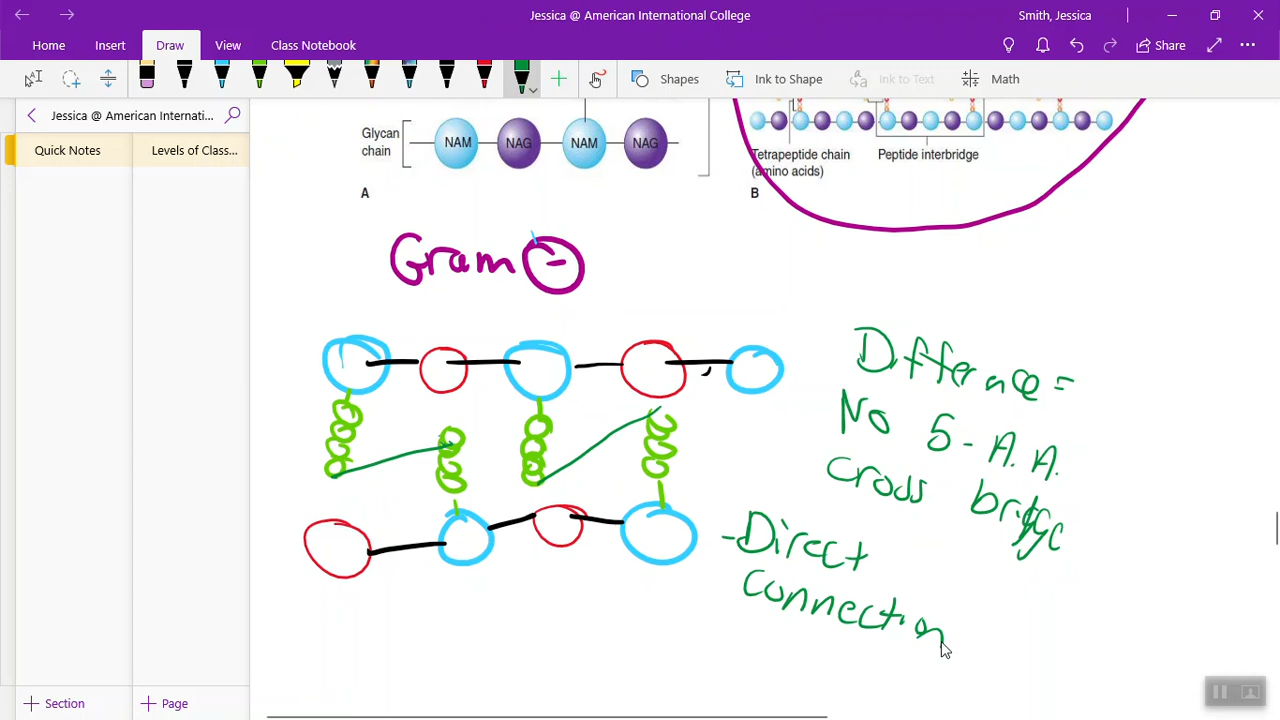 Jessica @ American International College
Smith, Jessica
Home Insert Draw View Class Notebook
Share
Shapes
Ink to Shape
Ink to Text
Math
Jessica @ American Internati...
Quick Notes
Levels of Class...
Section
Page
Glycan
chain
NAM
NAG
NAM
NAG
A
Tetrapeptide chain
(amino acids)
Peptide interbridge
B
Gram -
Difference =
No 5-A.A.
cross bridge
-Direct
connection